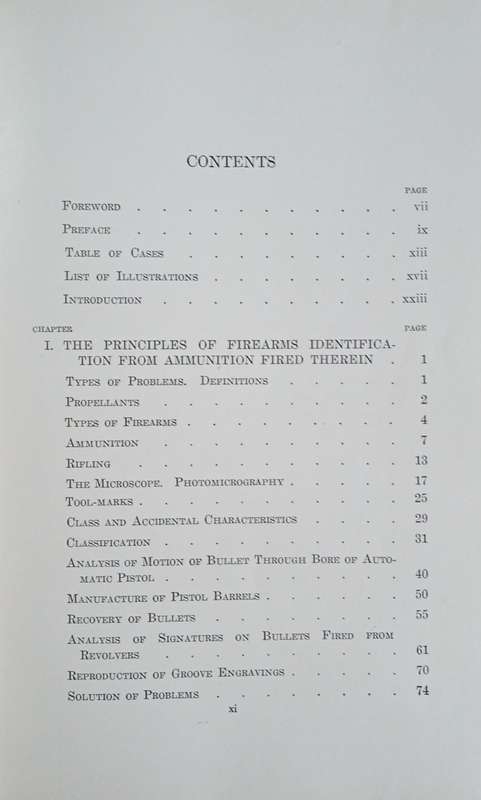 CONTENTS
PAGE
FOREWORD . . . . . . . . . . . vii
PREFACE . . . . . . . . . . . ix
TABLE OF CASES . . . . . . . . . xiii
LIST OF ILLUSTRATIONS . . . . . . . . xvii
INTRODUCTION . . . . . . . . . . xxiii
CHAPTER PAGE
I. THE PRINCIPLES OF FIREARMS IDENTIFICA-
TION FROM AMMUNITION FIRED THEREIN . 1
TYPES OF PROBLEMS. DEFINITIONS . . . . . 1
PROPELLANTS . . . . . . . . . . 2
TYPES OF FIREARMS . . . . . . . . . 4
AMMUNITION . . . . . . . . . . 7
RIFLING . . . . . . . . . . . 13
THE MICROSCOPE. PHOTOMICROGRAPHY . . . . . 17
TOOL-MARKS . . . . . . . . . . . 25
CLASS AND ACCIDENTAL CHARACTERISTICS . . . . 29
CLASSIFICATION . . . . . . . . . . 31
ANALYSIS OF MOTION OF BULLET THROUGH BORE OF AUTO-
MATIC PISTOL . . . . . . . . . . 40
MANUFACTURE OF PISTOL BARRELS . . . . . . 50
RECOVERY OF BULLETS . . . . . . . . 55
ANALYSIS OF SIGNATURES ON BULLETS FIRED FROM
REVOLVERS . . . . . . . . . . 61
REPRODUCTION OF GROOVE ENGRAVINGS . . . . . 70
SOLUTION OF PROBLEMS . . . . . . . . 74
xi